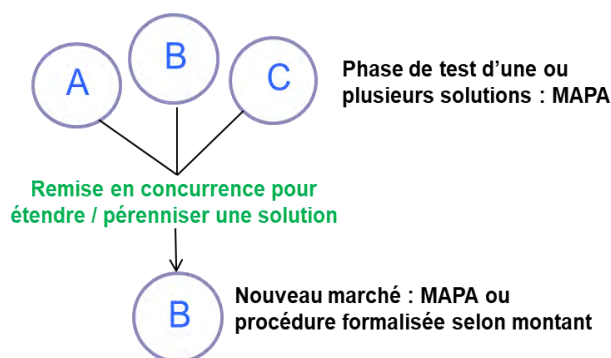 A
B
C
Phase de test d'une ou
plusieurs solutions : MAPA
Remise en concurrence pour
étendre / pérenniser une solution
B
Nouveau marché : MAPA ou
procédure formalisée selon montant